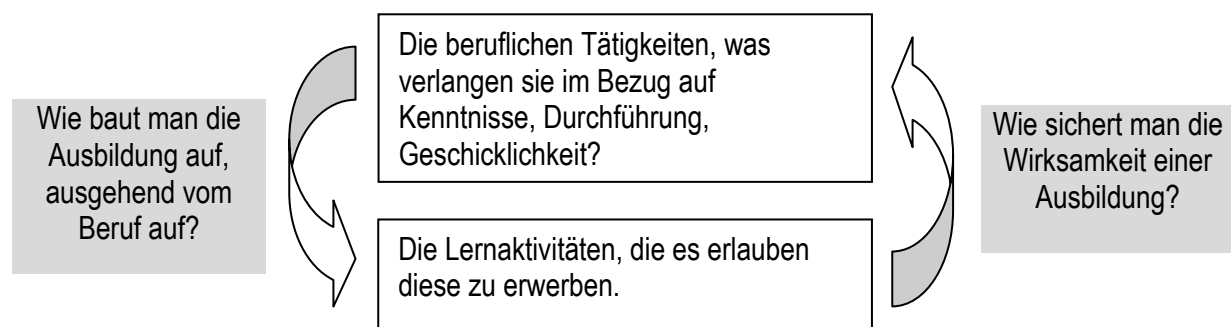 Wie baut man die
Ausbildung auf,
ausgehend vom
Beruf auf?
Die beruflichen Tätigkeiten, was
verlangen sie im Bezug auf
Kenntnisse, Durchführung,
Geschicklichkeit?
Die Lernaktivitäten, die es erlauben
diese zu erwerben.
Wie sichert man die
Wirksamkeit einer
Ausbildung?